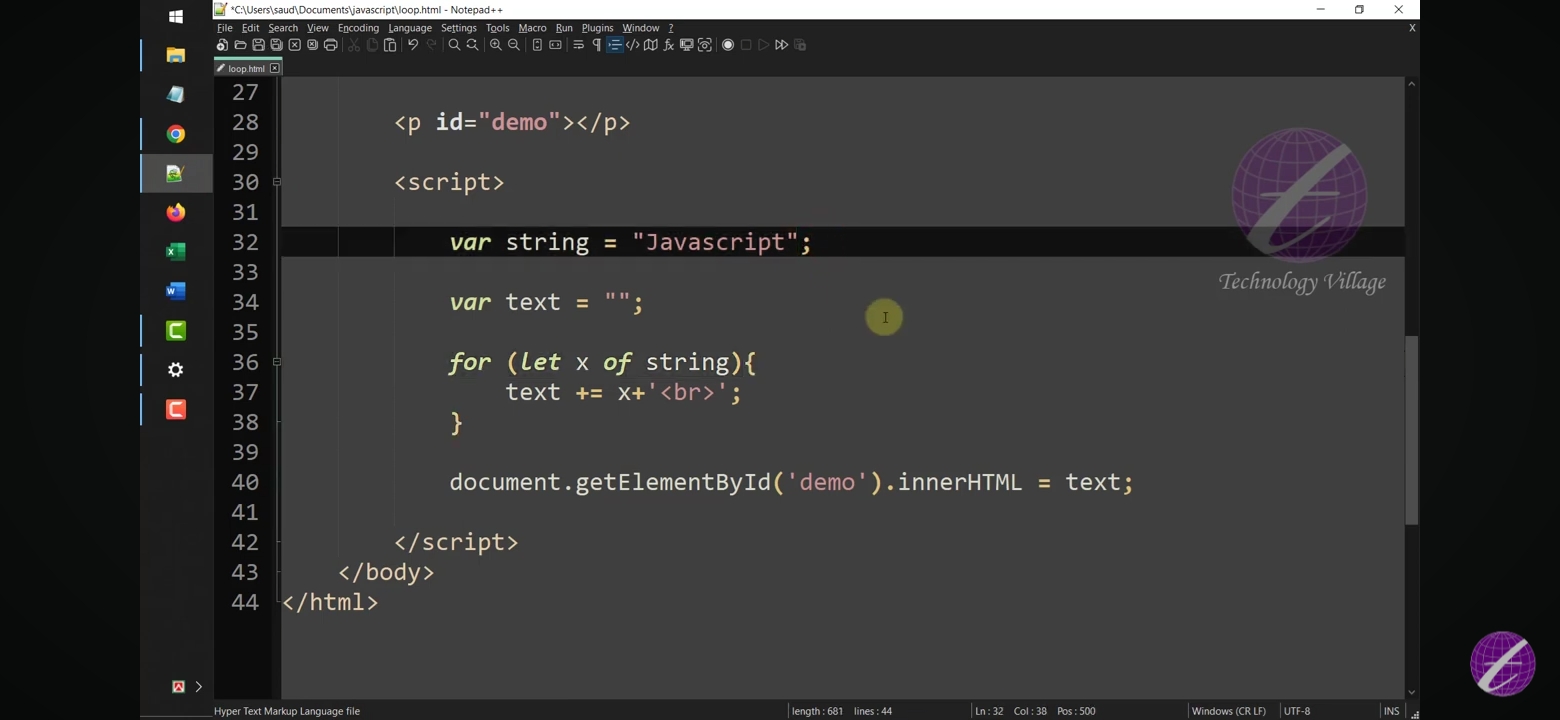 *C:\Users\saud\Documents\javascript\loop.html - Notepad++
File Edit Search View Encoding Language Settings Tools Macro Run Plugins Window ? X
loop.html
27
28 <p id="demo"></p>
29
30 <script>
31
32 var string = "Javascript";
33
34 var text = "";
35
36 for (let x of string){
37 text += x+'<br>';
38 }
39
40 document.getElementById('demo').innerHTML = text;
41
42 </script>
43 </body>
44 </html>
Technology Village
Hyper Text Markup Language file length : 681 lines : 44 Ln : 32 Col : 38 Pos : 500 Windows (CR LF) UTF-8 INS